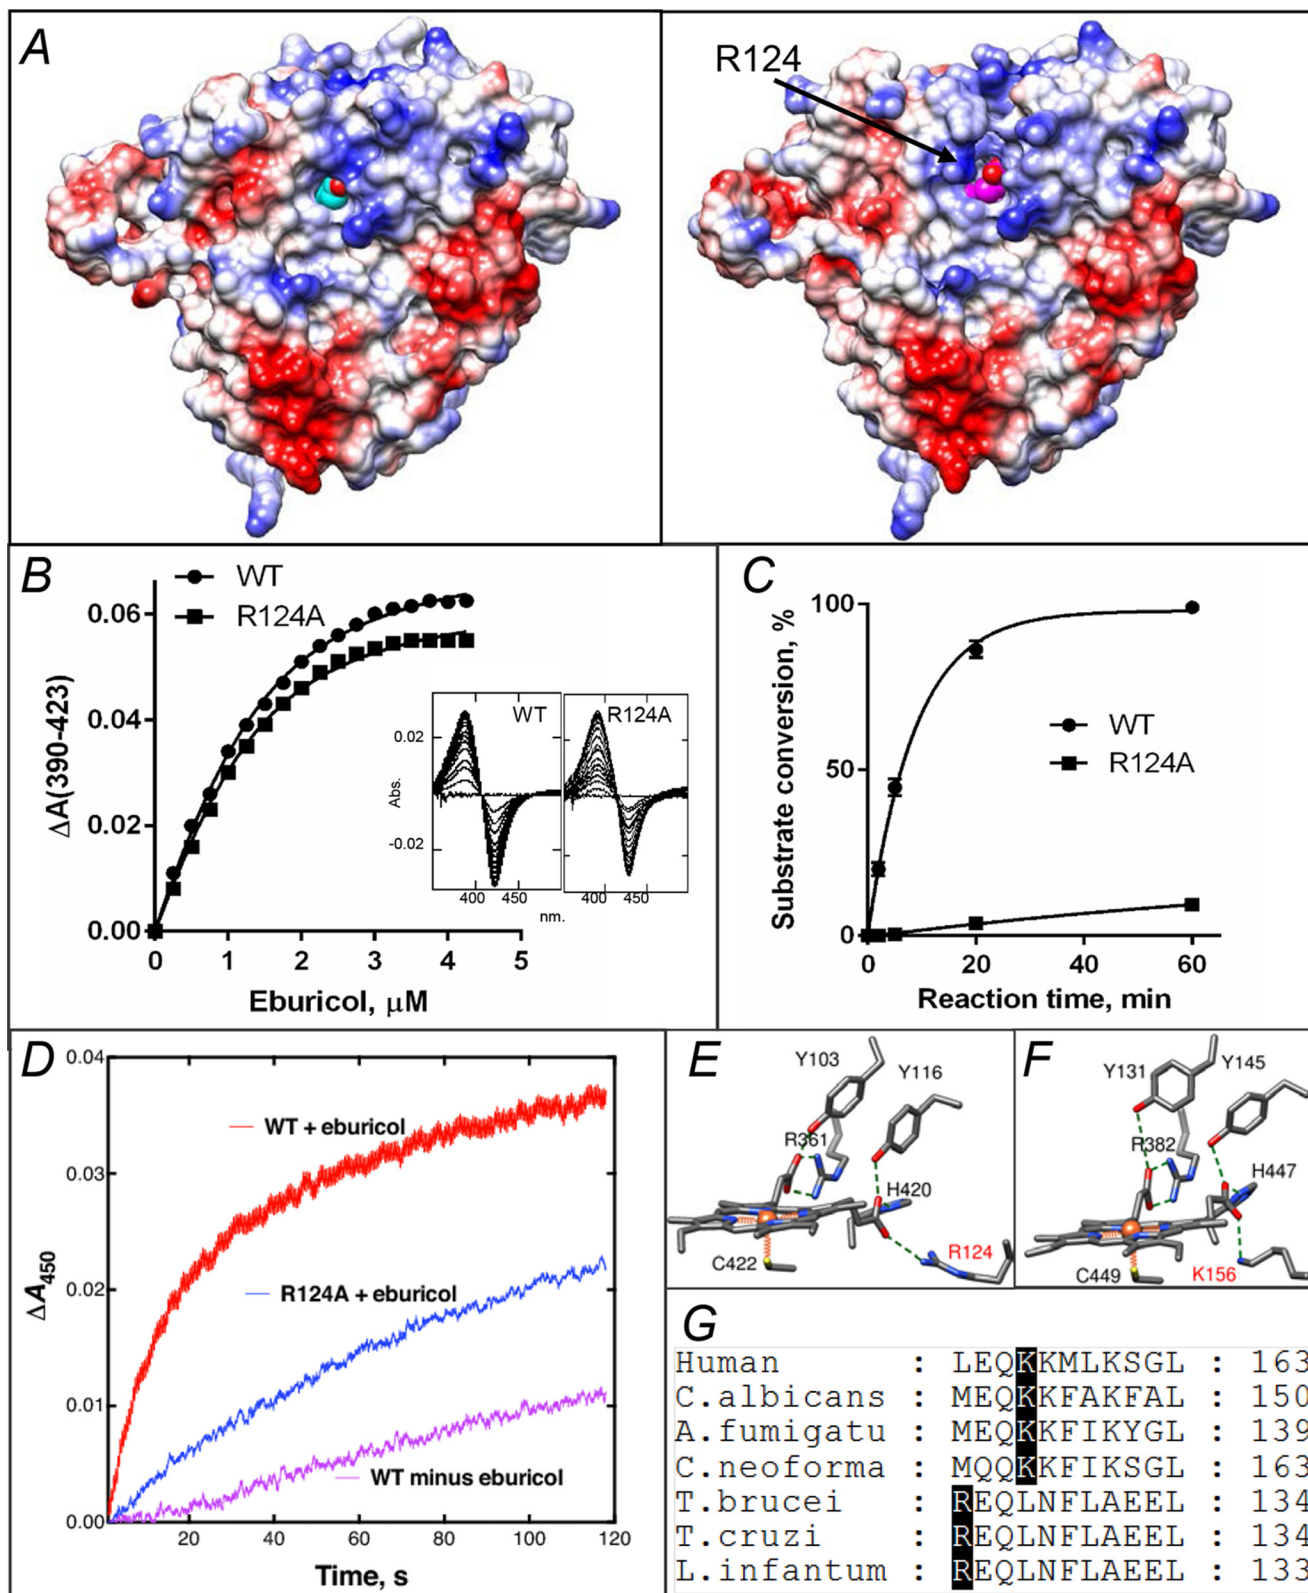 A
R124
B
WT
R124A
0.06
0.04
0.02
0.00
ΔA(390-423)
0
1
2
3
4
5
Eburicol, μM
WT
R124A
0.02
-0.02
Abs.
400
450
400
450
nm.
C
100
50
0
Substrate conversion, %
WT
R124A
0
20
40
60
Reaction time, min
D
0.04
0.03
0.02
0.01
0.00
ΔA450
WT + eburicol
R124A + eburicol
WT minus eburicol
20
40
60
80
100
120
Time, s
E
Y103
Y116
R361
H420
C422
R124
F
Y131
Y145
R382
H447
C449
K156
G
Human : LEQKKMLKSGL : 163
C.albicans : MEQKKFAKFAL : 150
A.fumigatu : MEQKKFIKYGL : 139
C.neoforma : MQQKKFIKSGL : 163
T.brucei : REQLNFLAEEL : 134
T.cruzi : REQLNFLAEEL : 134
L.infantum : REQLNFLAEEL : 133